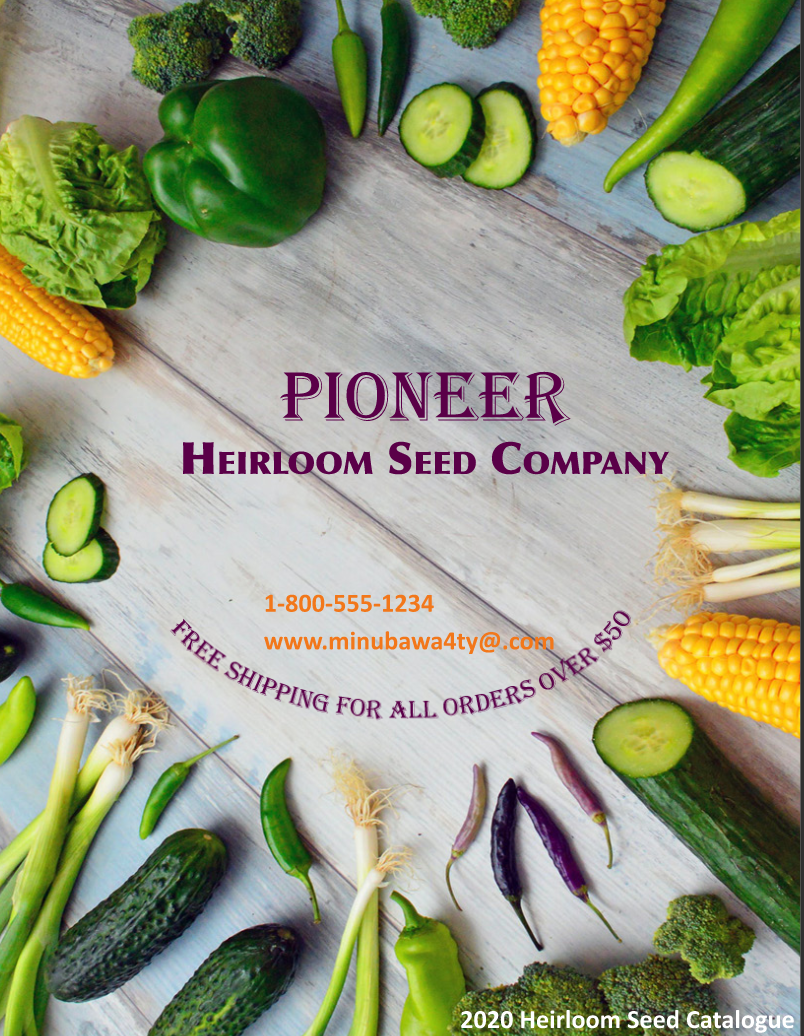 PIONEER
HEIRLOOM SEED COMPANY
1-800-555-1234
www.minubawa4ty@.com
FREE SHIPPING FOR ALL ORDERS OVER $50
2020 Heirloom Seed Catalogue